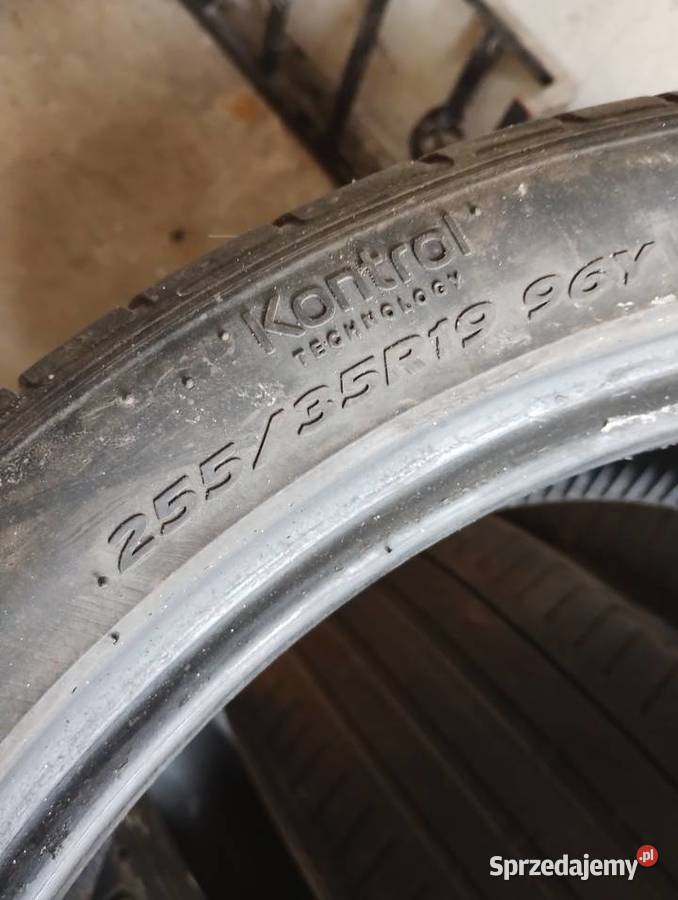 Kontrol
TECHNOLOGY
255/35R19 96Y
Sprzedajemy.pl